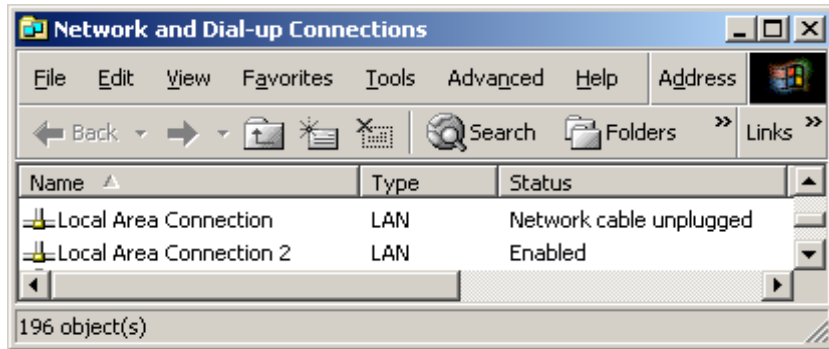 Network and Dial-up Connections
File Edit View Favorites Tools Advanced Help Address
Back Search Folders » Links »
Name Type Status
Local Area Connection LAN Network cable unplugged
Local Area Connection 2 LAN Enabled
196 object(s)